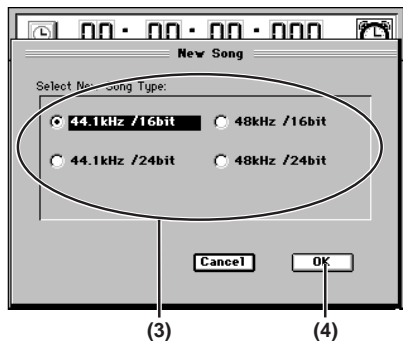 00 · 00 · 00 · 000
New Song
Select New Song Type:
44.1kHz /16bit 48kHz /16bit
44.1kHz /24bit 48kHz /24bit
Cancel OK
(3) (4)